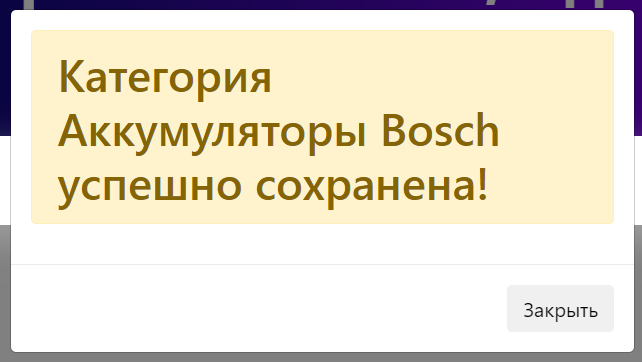 Категория
Аккумуляторы Bosch
успешно сохранена!
Закрыть